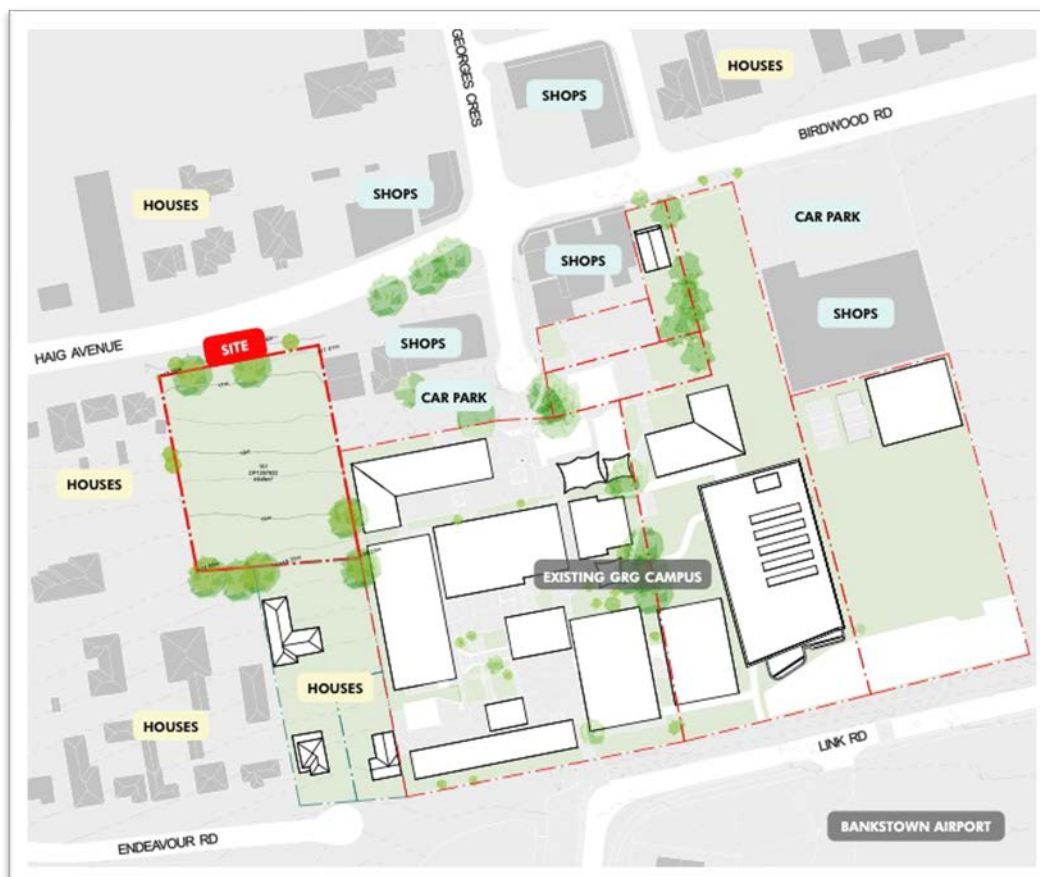 GEORGES CRES
HOUSES
SHOPS
BIRDWOOD RD
HOUSES
SHOPS
CAR PARK
SHOPS
SHOPS
SITE
HAIG AVENUE
SHOPS
CAR PARK
HOUSES
EXISTING GRG CAMPUS
HOUSES
HOUSES
LINK RD
BANKSTOWN AIRPORT
ENDEAVOUR RD